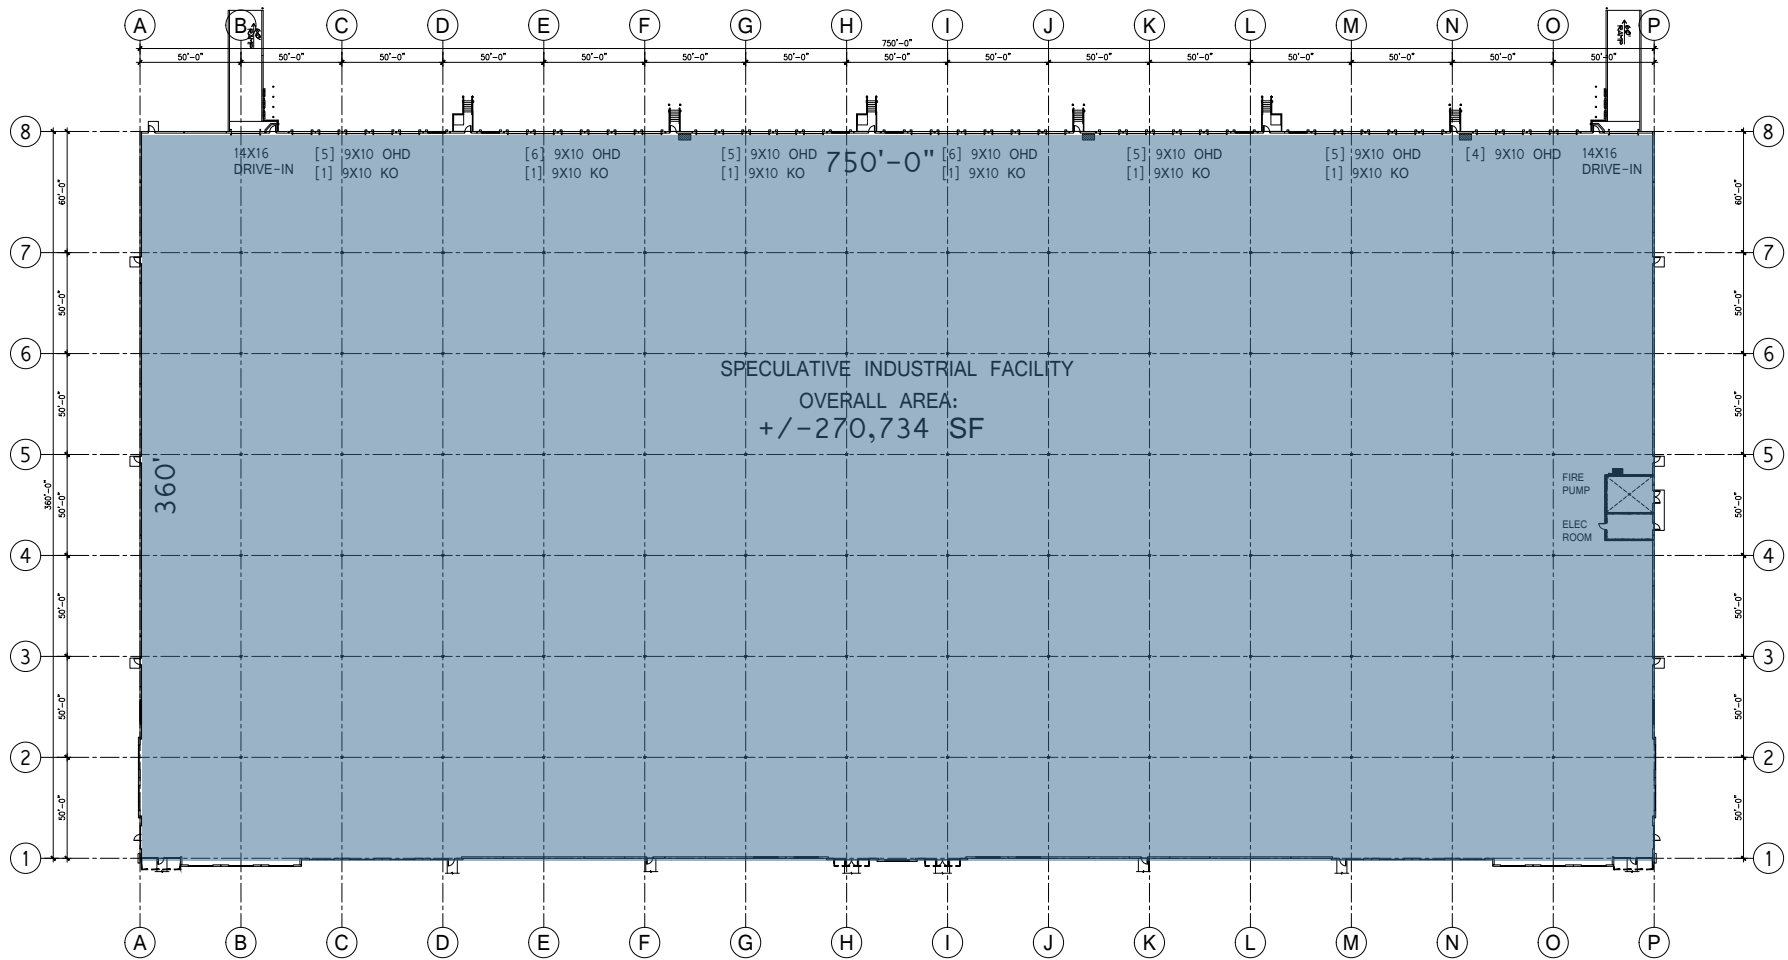 A B C D E F G H I J K L M N O P
750'-0"
50'-0" 50'-0" 50'-0" 50'-0" 50'-0" 50'-0" 50'-0" 50'-0" 50'-0" 50'-0" 50'-0" 50'-0" 50'-0" 50'-0" 50'-0"
8 8
14X16
DRIVE-IN
[5] 9X10 OHD
[1] 9X10 KO
[6] 9X10 OHD
[1] 9X10 KO
[5] 9X10 OHD
[1] 9X10 KO
750'-0"
[6] 9X10 OHD
[1] 9X10 KO
[5] 9X10 OHD
[1] 9X10 KO
[5] 9X10 OHD
[1] 9X10 KO
[4] 9X10 OHD
14X16
DRIVE-IN
60'-0" 60'-0"
7 7
50'-0" 50'-0"
6 6
SPECULATIVE INDUSTRIAL FACILITY
OVERALL AREA:
+/-270,734 SF
50'-0" 50'-0"
5 5
360'-0"
50'-0"
360'
FIRE
PUMP
ELEC
ROOM
50'-0"
4 4
50'-0" 50'-0"
3 3
50'-0" 50'-0"
2 2
50'-0" 50'-0"
1 1
A B C D E F G H I J K L M N O P